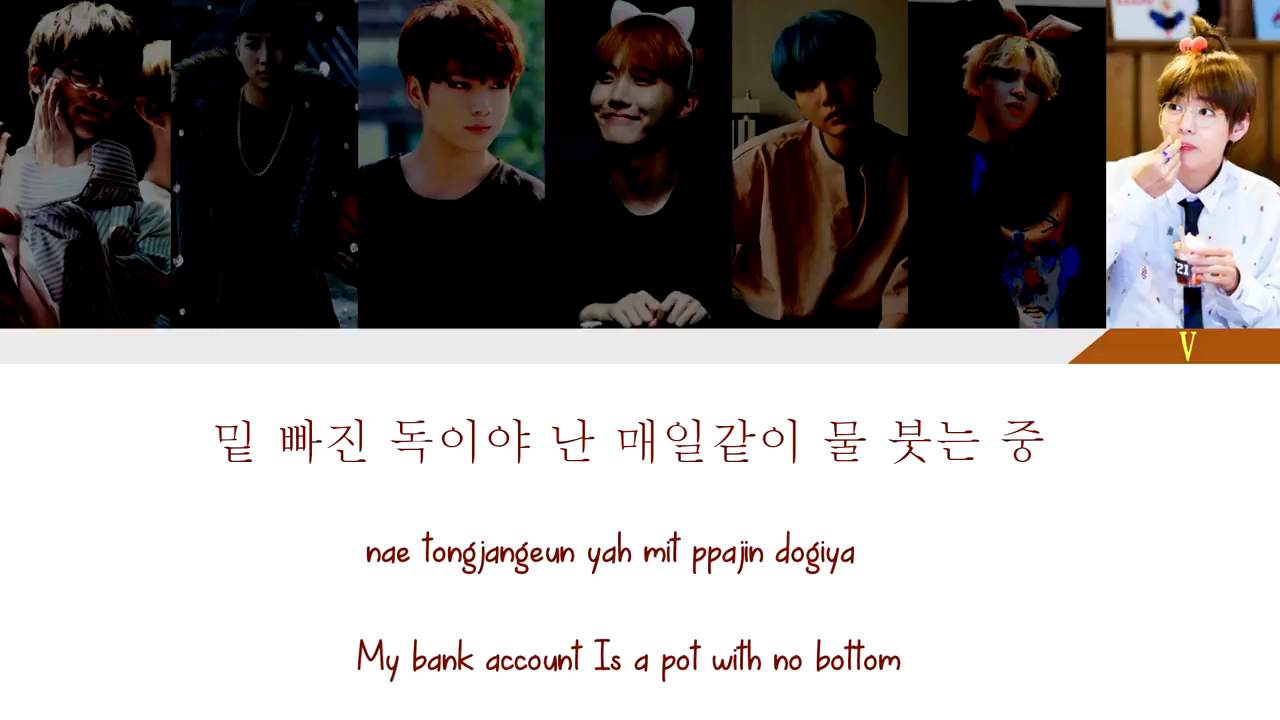 V
밑 빠진 독이야 난 매일같이 물 붓는 중
nae tongjangeun yah mit ppajin dogiya
My bank account Is a pot with no bottom